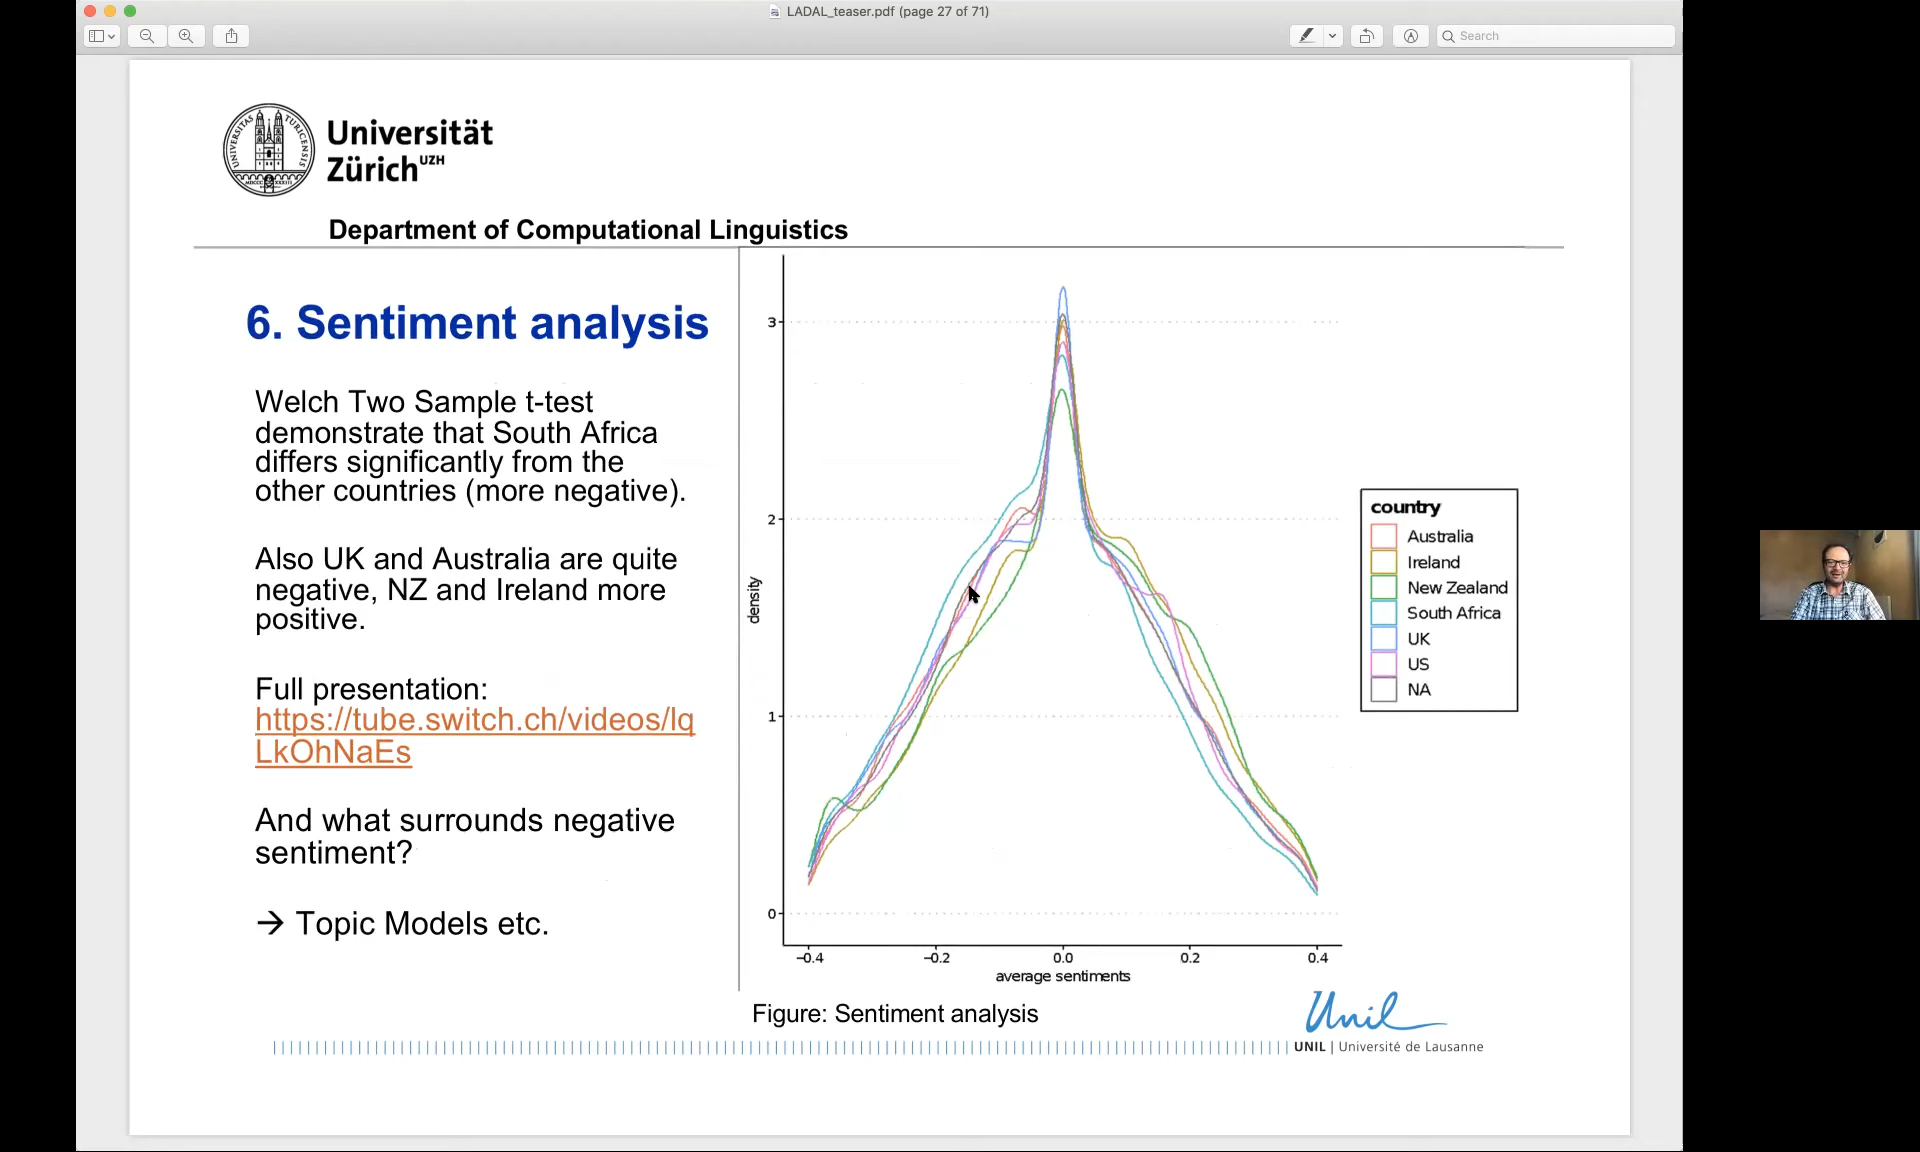 LADAL_teaser.pdf (page 27 of 71)
Search
UNIVERSITAS TURICENSIS
MDCCC XXXIII
Universität
Zürich UZH
Department of Computational Linguistics
6. Sentiment analysis
Welch Two Sample t-test
demonstrate that South Africa
differs significantly from the
other countries (more negative).
Also UK and Australia are quite
negative, NZ and Ireland more
positive.
Full presentation:
https://tube.switch.ch/videos/lq
LkOhNaEs
And what surrounds negative
sentiment?
→ Topic Models etc.
3
2
1
0
density
-0.4 -0.2 0.0 0.2 0.4
average sentiments
country
Australia
Ireland
New Zealand
South Africa
UK
US
NA
Figure: Sentiment analysis
Unil
UNIL | Université de Lausanne